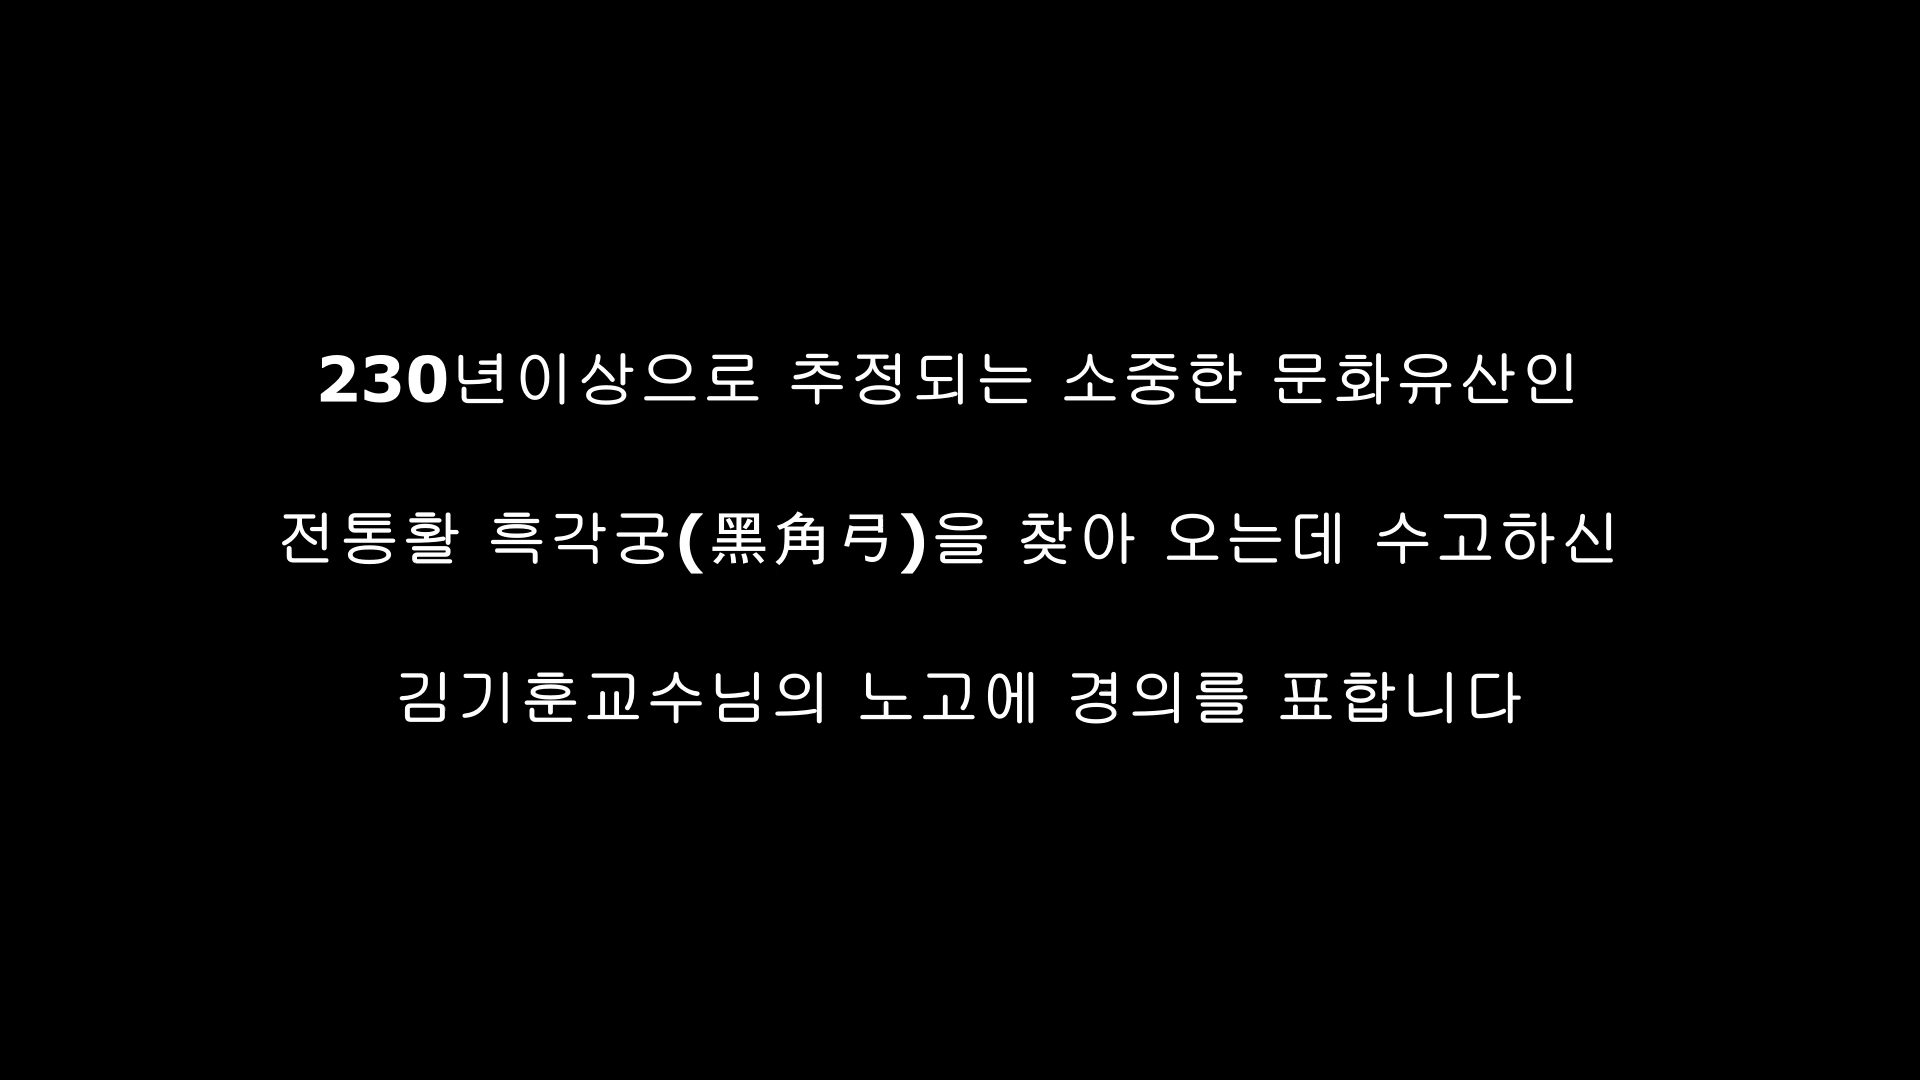 230년이상으로 추정되는 소중한 문화유산인
전통활 흑각궁(黑角弓)을 찾아 오는데 수고하신
김기훈교수님의 노고에 경의를 표합니다